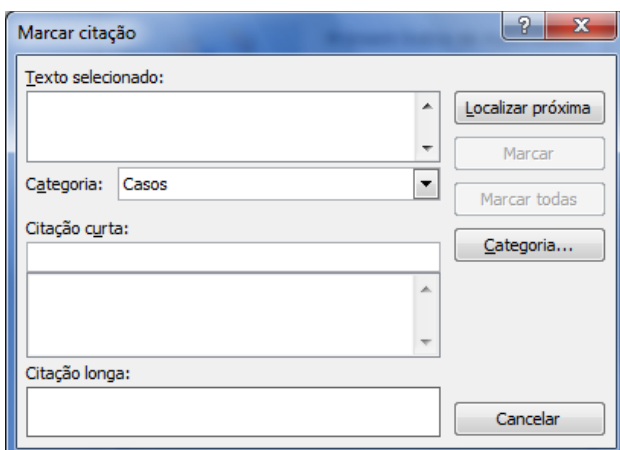 Marcar citação
?
Texto selecionado:
Localizar próxima
Marcar
Categoria: Casos
Marcar todas
Citação curta:
Categoria...
Citação longa:
Cancelar